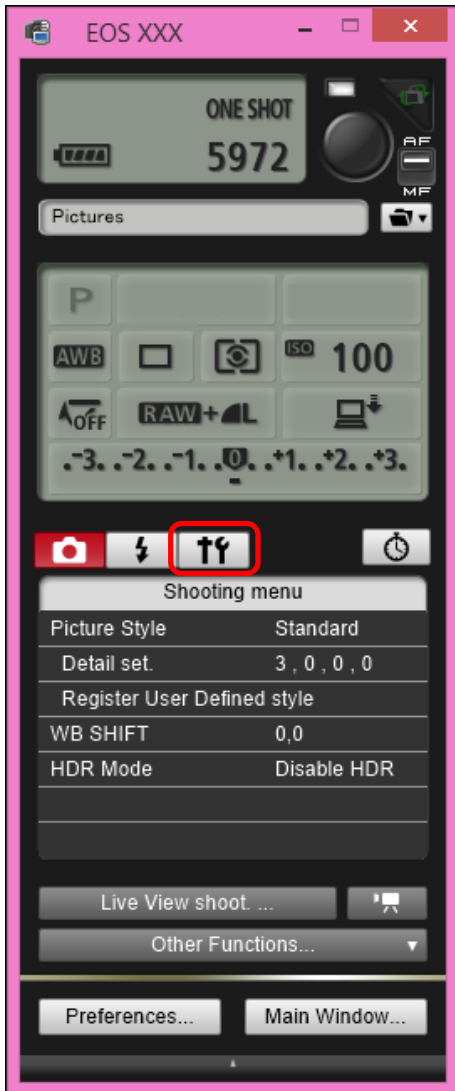 EOS XXX
ONE SHOT
5972
AF
MF
Pictures
P
AWB
ISO 100
OFF RAW+L
.-3. .-2. .-1. .0. .+1. .+2. .+3.
Shooting menu
Picture Style Standard
Detail set. 3 , 0 , 0 , 0
Register User Defined style
WB SHIFT 0,0
HDR Mode Disable HDR
Live View shoot. ...
Other Functions...
Preferences... Main Window...